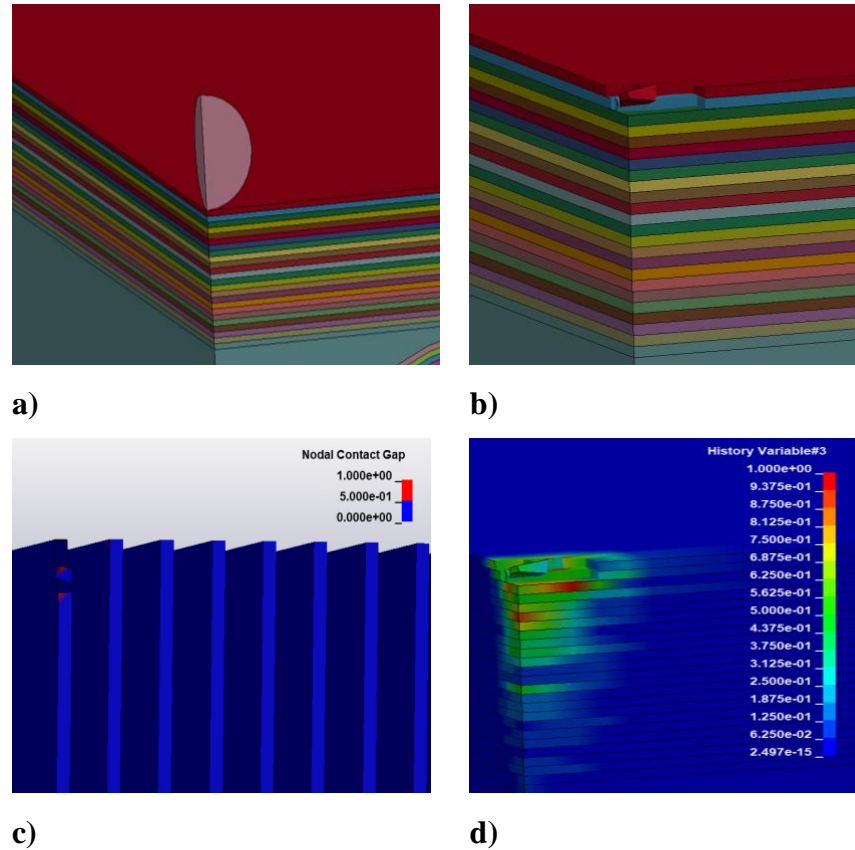 a)
b)
Nodal Contact Gap
1.000e+00
5.000e-01
0.000e+00
c)
History Variable#3
1.000e+00
9.375e-01
8.750e-01
8.125e-01
7.500e-01
6.875e-01
6.250e-01
5.625e-01
5.000e-01
4.375e-01
3.750e-01
3.125e-01
2.500e-01
1.875e-01
1.250e-01
6.250e-02
2.497e-15
d)